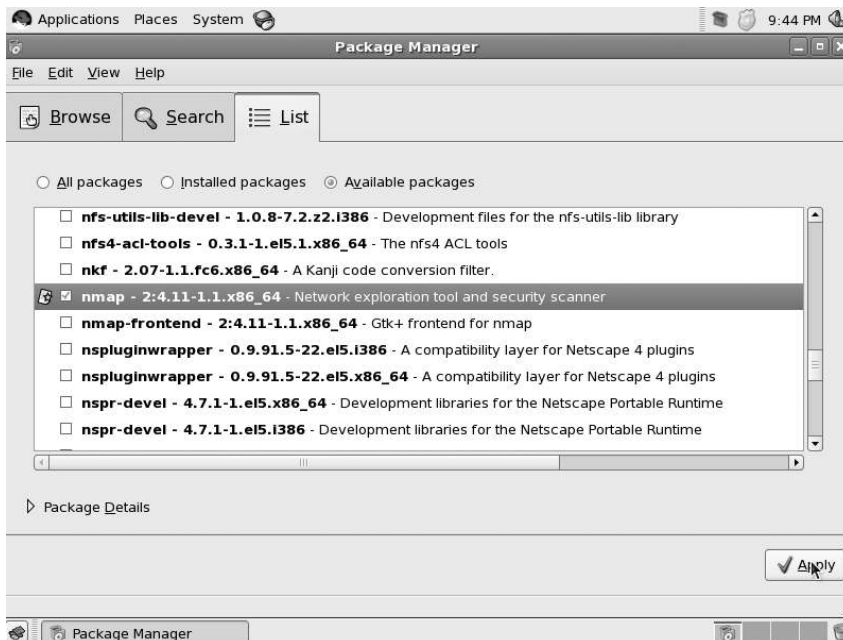 Applications Places System 9:44 PM
Package Manager
File Edit View Help
Browse Search List
All packages Installed packages Available packages
nfs-utils-lib-devel - 1.0.8-7.2.z2.i386 - Development files for the nfs-utils-lib library
nfs4-acl-tools - 0.3.1-1.el5.1.x86_64 - The nfs4 ACL tools
nkf - 2.07-1.1.fc6.x86_64 - A Kanji code conversion filter.
nmap - 2:4.11-1.1.x86_64 - Network exploration tool and security scanner
nmap-frontend - 2:4.11-1.1.x86_64 - Gtk+ frontend for nmap
nspluginwrapper - 0.9.91.5-22.el5.i386 - A compatibility layer for Netscape 4 plugins
nspluginwrapper - 0.9.91.5-22.el5.x86_64 - A compatibility layer for Netscape 4 plugins
nspr-devel - 4.7.1-1.el5.x86_64 - Development libraries for the Netscape Portable Runtime
nspr-devel - 4.7.1-1.el5.i386 - Development libraries for the Netscape Portable Runtime
Package Details
Apply
Package Manager